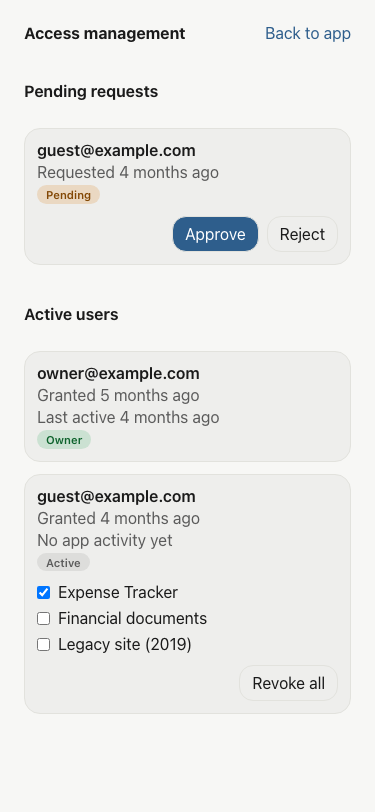 Access management
Back to app
Pending requests
guest@example.com
Requested 4 months ago
Pending
Approve
Reject
Active users
owner@example.com
Granted 5 months ago
Last active 4 months ago
Owner
guest@example.com
Granted 4 months ago
No app activity yet
Active
Expense Tracker
Financial documents
Legacy site (2019)
Revoke all